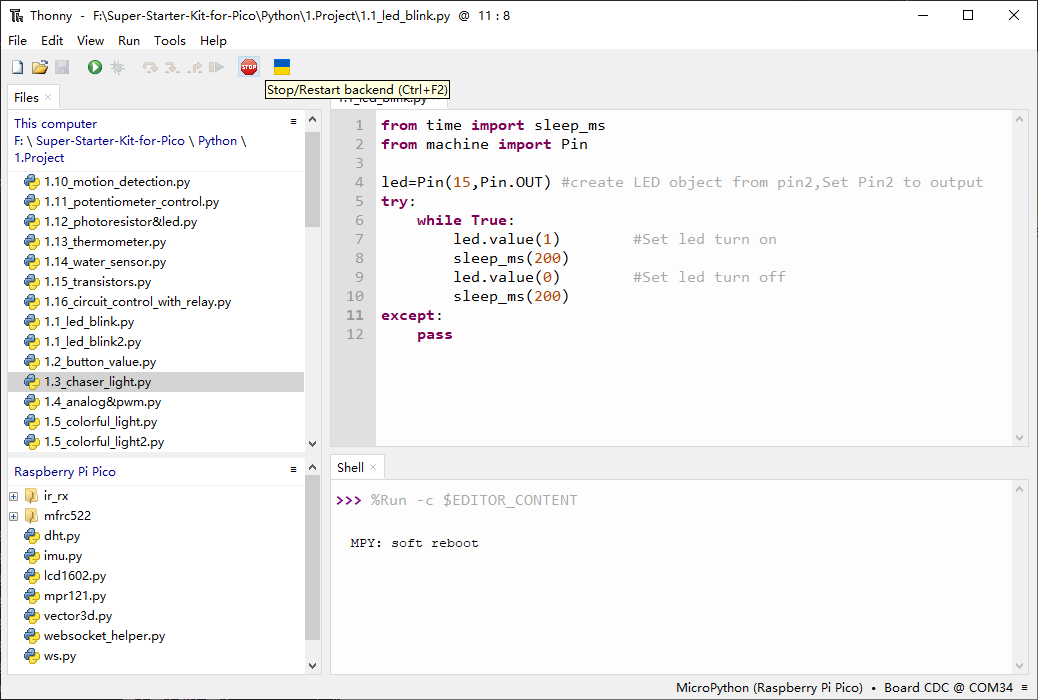 Thonny - F:\Super-Starter-Kit-for-Pico\Python\1.Project\1.1_led_blink.py @ 11 : 8
File Edit View Run Tools Help
STOP
Stop/Restart backend (Ctrl+F2)
Files ×
1.1_led_blink.py
This computer
F: \ Super-Starter-Kit-for-Pico \ Python \
1.Project
1.10_motion_detection.py
1.11_potentiometer_control.py
1.12_photoresistor&led.py
1.13_thermometer.py
1.14_water_sensor.py
1.15_transistors.py
1.16_circuit_control_with_relay.py
1.1_led_blink.py
1.1_led_blink2.py
1.2_button_value.py
1.3_chaser_light.py
1.4_analog&pwm.py
1.5_colorful_light.py
1.5_colorful_light2.py
1 from time import sleep_ms
2 from machine import Pin
3
4 led=Pin(15,Pin.OUT) #create LED object from pin2,Set Pin2 to output
5 try:
6 while True:
7 led.value(1) #Set led turn on
8 sleep_ms(200)
9 led.value(0) #Set led turn off
10 sleep_ms(200)
11 except:
12 pass
Raspberry Pi Pico
ir_rx
mfrc522
dht.py
imu.py
lcd1602.py
mpr121.py
vector3d.py
websocket_helper.py
ws.py
Shell ×
>>> %Run -c $EDITOR_CONTENT
MPY: soft reboot
MicroPython (Raspberry Pi Pico) • Board CDC @ COM34 ≡